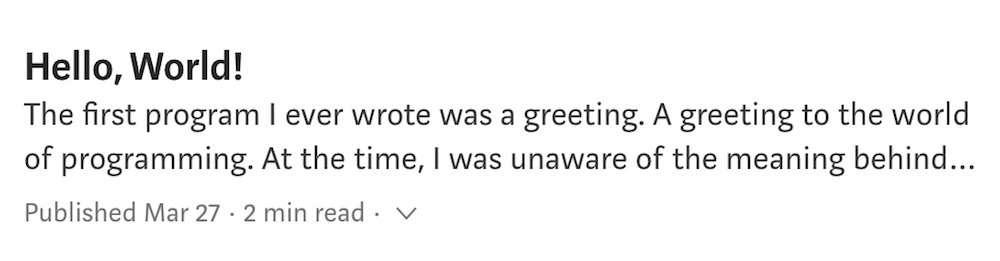 Hello, World!
The first program I ever wrote was a greeting. A greeting to the world
of programming. At the time, I was unaware of the meaning behind…
Published Mar 27 · 2 min read ·